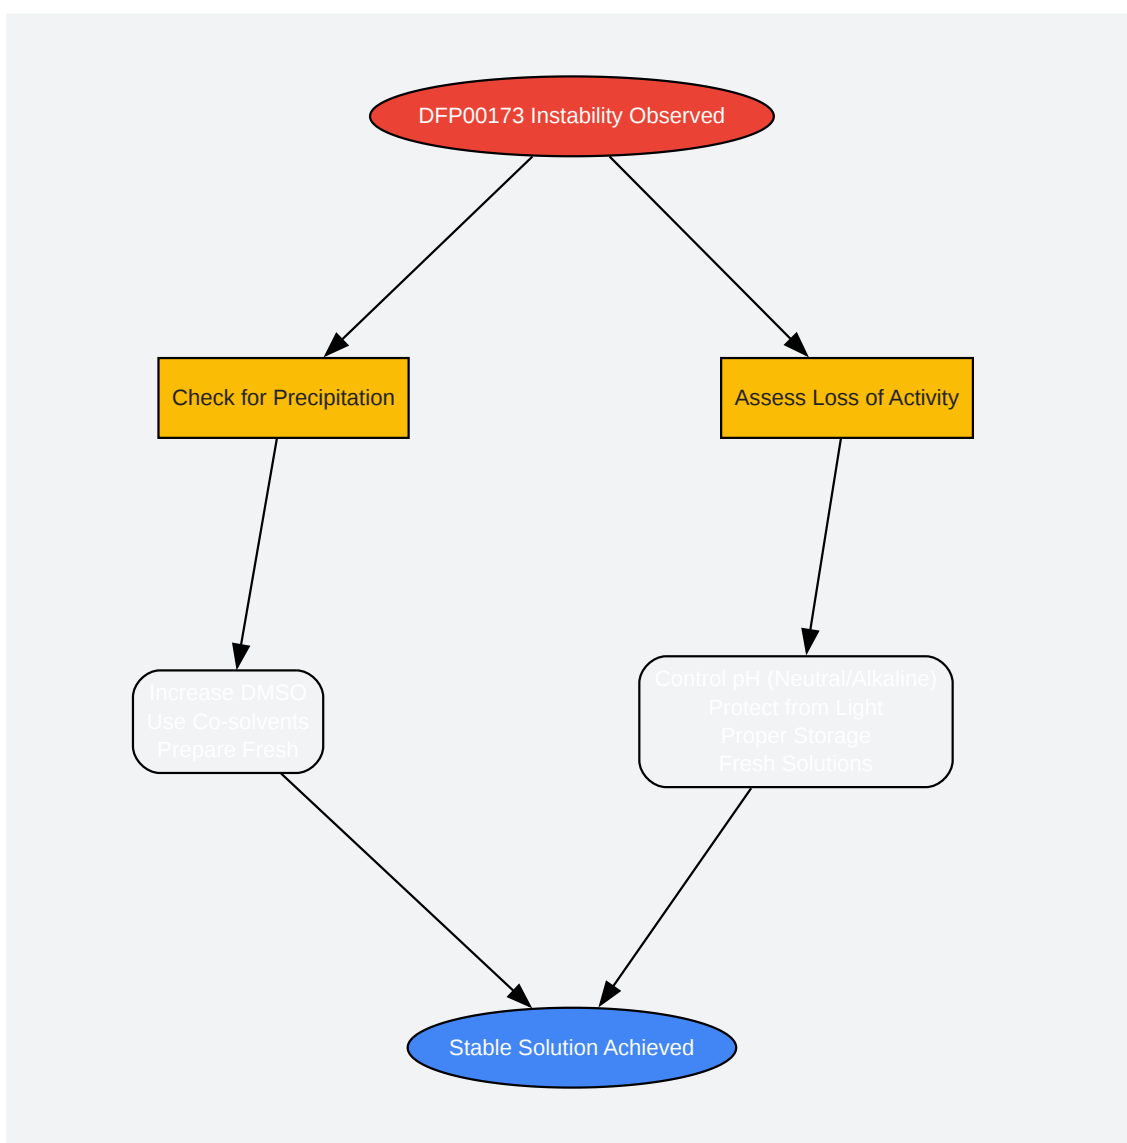 DFP00173 Instability Observed
Check for Precipitation
Assess Loss of Activity
Increase DMSO
Use Co-solvents
Prepare Fresh
Control pH (Neutral/Alkaline)
Protect from Light
Proper Storage
Fresh Solutions
Stable Solution Achieved